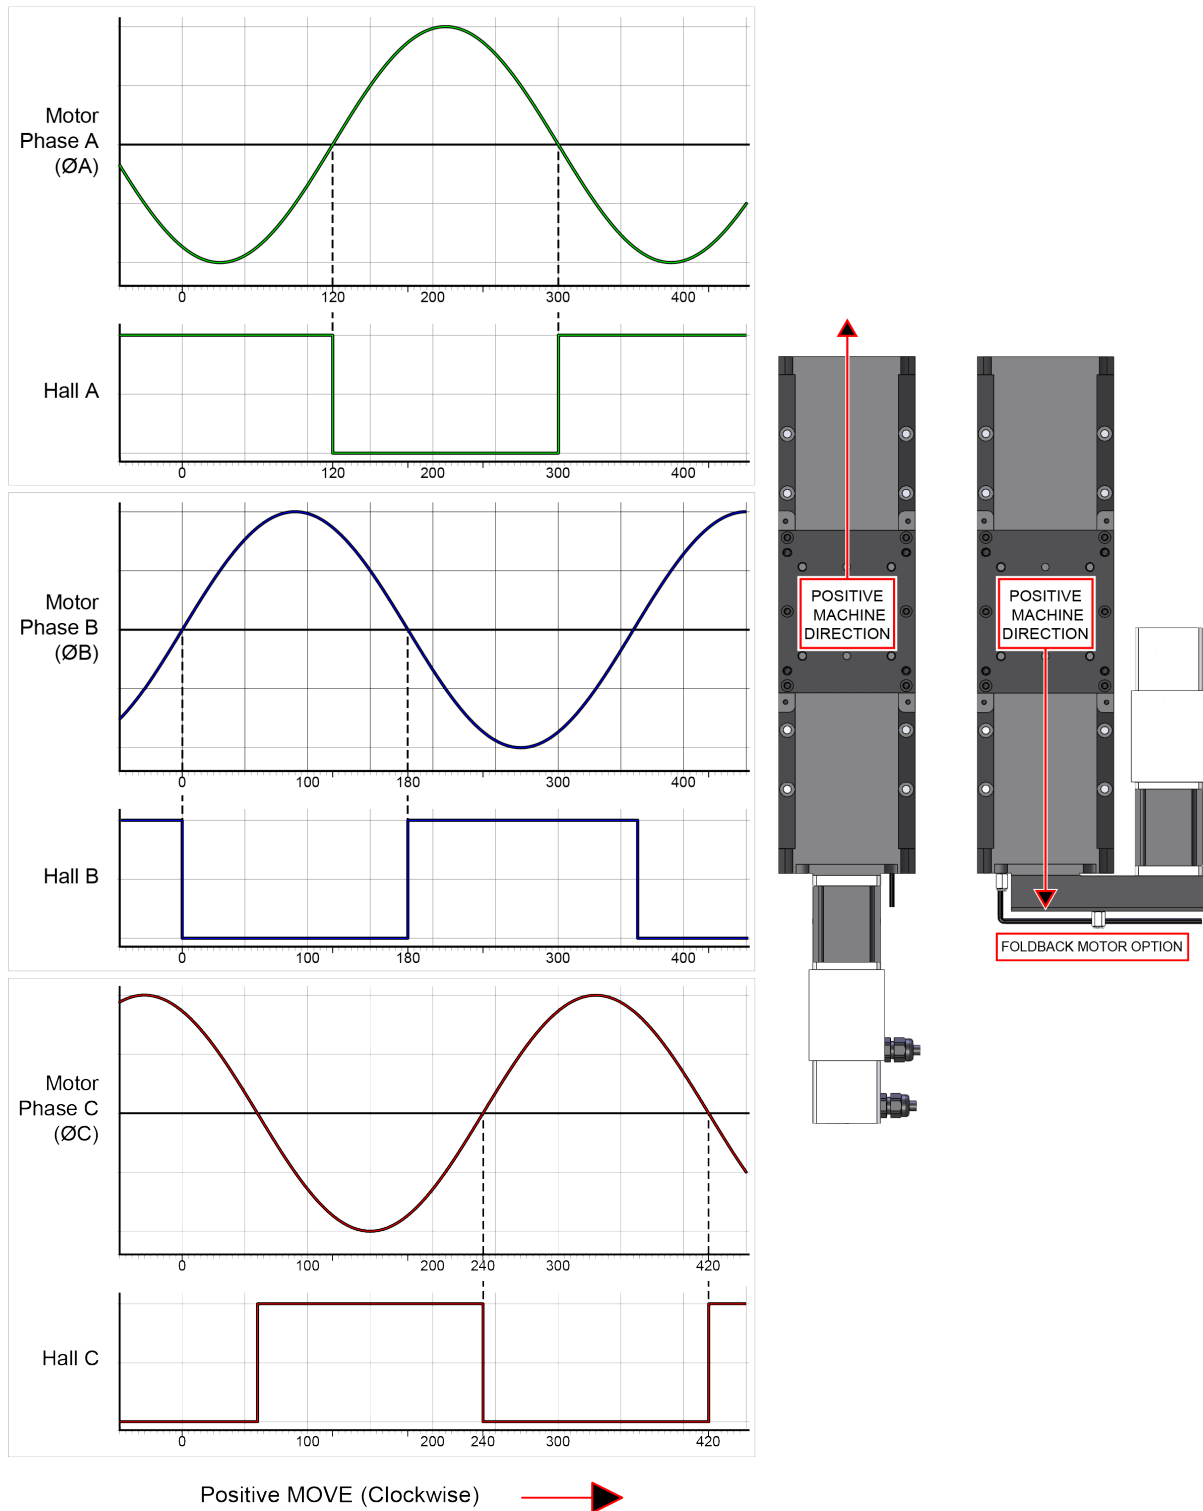 Motor
Phase A
(ØA)
0 120 200 300 400
Hall A
0 120 200 300 400
Motor
Phase B
(ØB)
0 100 180 300 400
Hall B
0 100 180 300 400
Motor
Phase C
(ØC)
0 100 200 240 300 420
Hall C
0 100 200 240 300 420
Positive MOVE (Clockwise)
POSITIVE
MACHINE
DIRECTION
POSITIVE
MACHINE
DIRECTION
FOLDBACK MOTOR OPTION